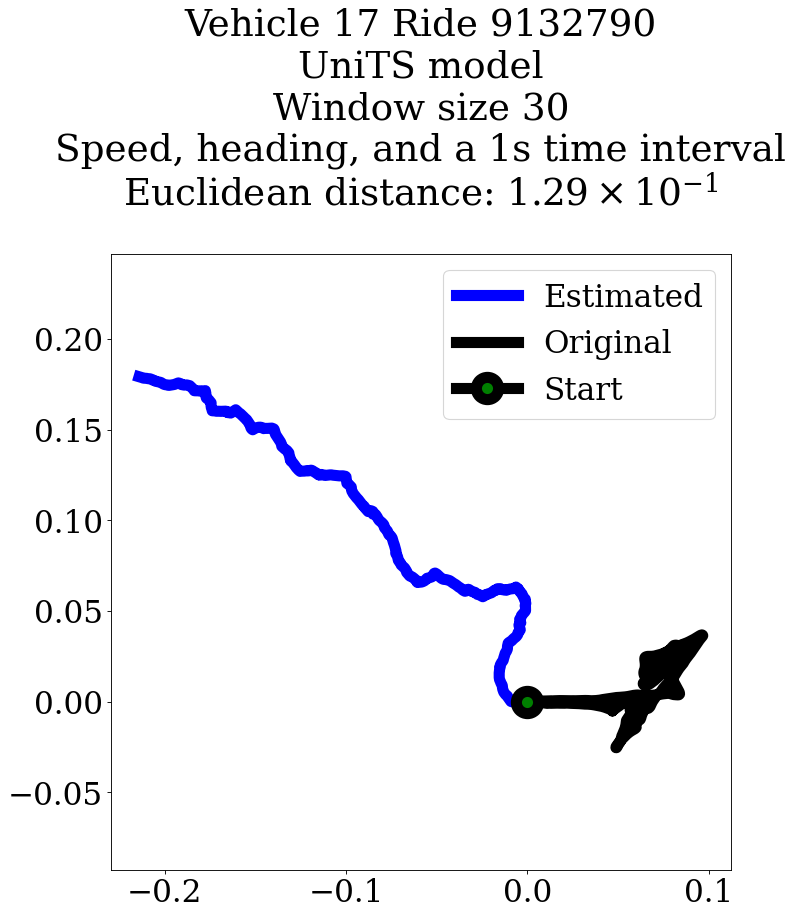 Vehicle 17 Ride 9132790
UniTS model
Window size 30
Speed, heading, and a 1s time interval
Euclidean distance: 1.29 × 10⁻¹
Estimated
Original
Start
0.20
0.15
0.10
0.05
0.00
−0.05
−0.2
−0.1
0.0
0.1